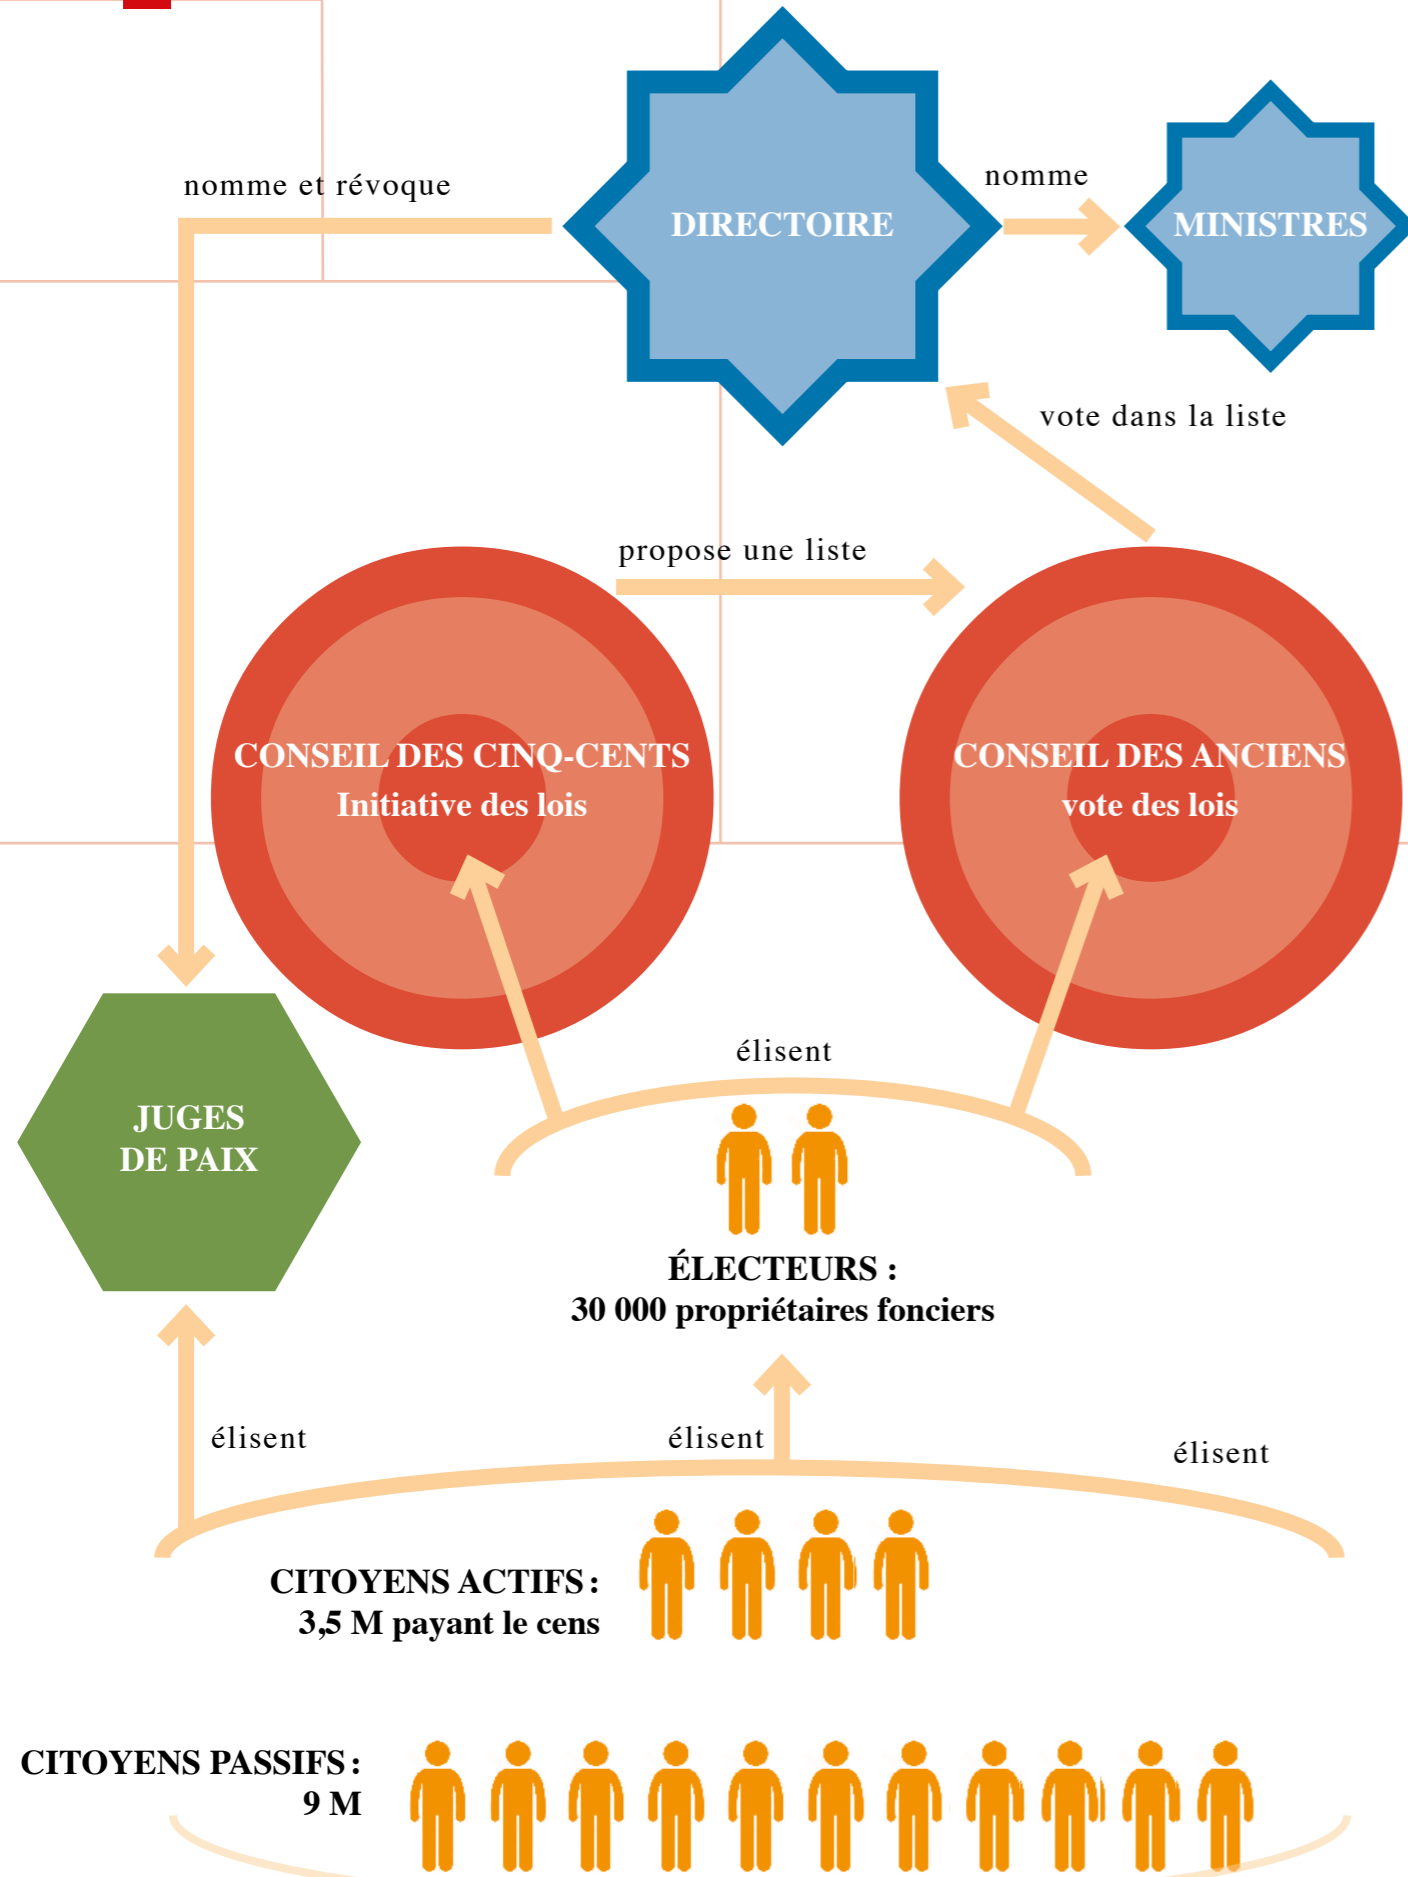 nomme et révoque
nomme
DIRECTOIRE
MINISTRES
vote dans la liste
propose une liste
CONSEIL DES CINQ-CENTS
Initiative des lois
CONSEIL DES ANCIENS
vote des lois
élisent
JUGES
DE PAIX
ÉLECTEURS :
30 000 propriétaires fonciers
élisent
élisent
élisent
CITOYENS ACTIFS :
3,5 M payant le cens
CITOYENS PASSIFS :
9 M